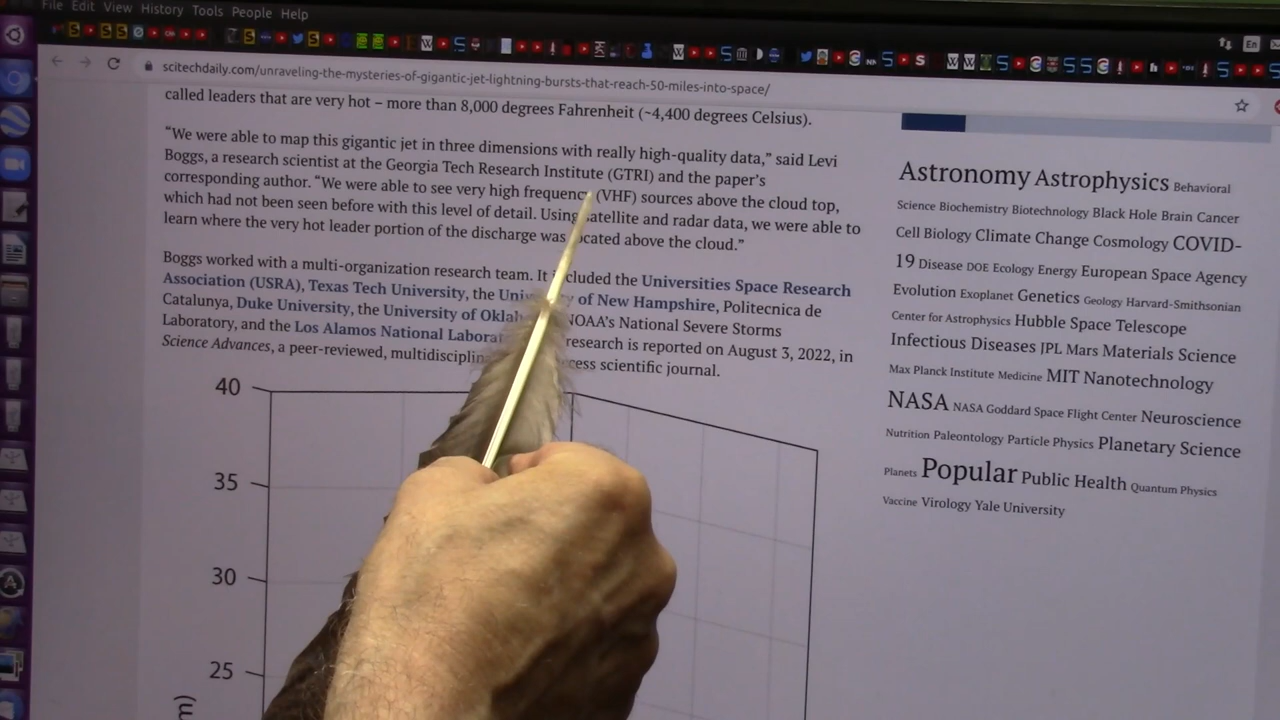 File Edit View History Tools People Help
En
scitechdaily.com/unraveling-the-mysteries-of-gigantic-jet-lightning-bursts-that-reach-50-miles-into-space/
called leaders that are very hot – more than 8,000 degrees Fahrenheit (~4,400 degrees Celsius).
“We were able to map this gigantic jet in three dimensions with really high-quality data,” said Levi
Boggs, a research scientist at the Georgia Tech Research Institute (GTRI) and the paper’s
corresponding author. “We were able to see very high frequency (VHF) sources above the cloud top,
which had not been seen before with this level of detail. Using satellite and radar data, we were able to
learn where the very hot leader portion of the discharge was located above the cloud.”
Boggs worked with a multi-organization research team. It included the Universities Space Research
Association (USRA), Texas Tech University, the University of New Hampshire, Politecnica de
Catalunya, Duke University, the University of Oklah NOAA’s National Severe Storms
Laboratory, and the Los Alamos National Labora research is reported on August 3, 2022, in
Science Advances, a peer-reviewed, multidisciplin cess scientific journal.
40
35
30
25
Astronomy Astrophysics Behavioral
Science Biochemistry Biotechnology Black Hole Brain Cancer
Cell Biology Climate Change Cosmology COVID-
19 Disease DOE Ecology Energy European Space Agency
Evolution Exoplanet Genetics Geology Harvard-Smithsonian
Center for Astrophysics Hubble Space Telescope
Infectious Diseases JPL Mars Materials Science
Max Planck Institute Medicine MIT Nanotechnology
NASA NASA Goddard Space Flight Center Neuroscience
Nutrition Paleontology Particle Physics Planetary Science
Planets Popular Public Health Quantum Physics
Vaccine Virology Yale University